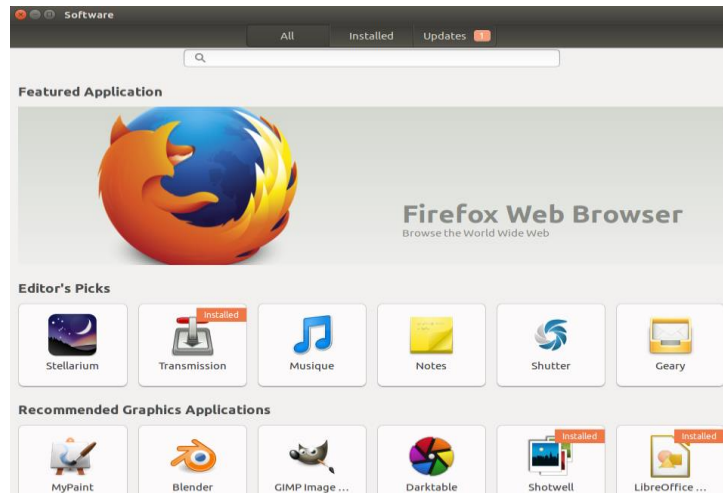 Software
All Installed Updates 1
Featured Application
Firefox Web Browser
Browse the World Wide Web
Editor's Picks
Installed
Stellarium Transmission Musique Notes Shutter Geary
Recommended Graphics Applications
Installed Installed
MyPaint Blender GIMP Image ... Darktable Shotwell LibreOffice ...